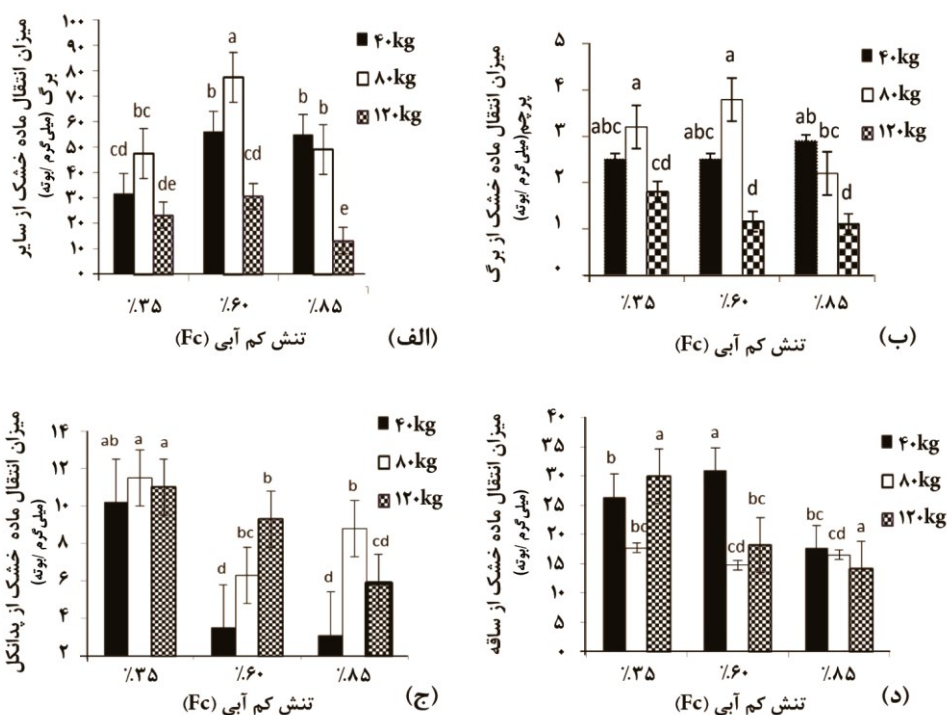 میزان انتقال ماده خشک از سایر
برگ (میلی‌گرم /بوته)
۱۰۰
۹۰
۸۰
۷۰
۶۰
۵۰
۴۰
۳۰
۲۰
۱۰
۰
۴۰kg
۸۰kg
۱۲۰kg
cd bc de b a cd b b e
٪۳۵ ٪۶۰ ٪۸۵
تنش کم آبی (Fc)
(الف)
میزان انتقال ماده خشک از برگ
پرچم(میلی‌گرم /بوته)
۵
۴
۳
۲
۱
۰
۴۰kg
۸۰kg
۱۲۰kg
abc a cd abc a d ab bc d
٪۳۵ ٪۶۰ ٪۸۵
تنش کم آبی (Fc)
(ب)
میزان انتقال ماده خشک از پدانکل
(میلی‌گرم /بوته)
۱۴
۱۲
۱۰
۸
۶
۴
۲
۴۰kg
۸۰kg
۱۲۰kg
ab a a d bc b d b cd
٪۳۵ ٪۶۰ ٪۸۵
تنش کم آبی (Fc)
(ج)
میزان انتقال ماده خشک از ساقه
(میلی‌گرم /بوته)
۴۰
۳۵
۳۰
۲۵
۲۰
۱۵
۱۰
۵
۰
۴۰kg
۸۰kg
۱۲۰kg
b bc a a cd bc bc cd a
٪۳۵ ٪۶۰ ٪۸۵
تنش کم آبی (Fc)
(د)